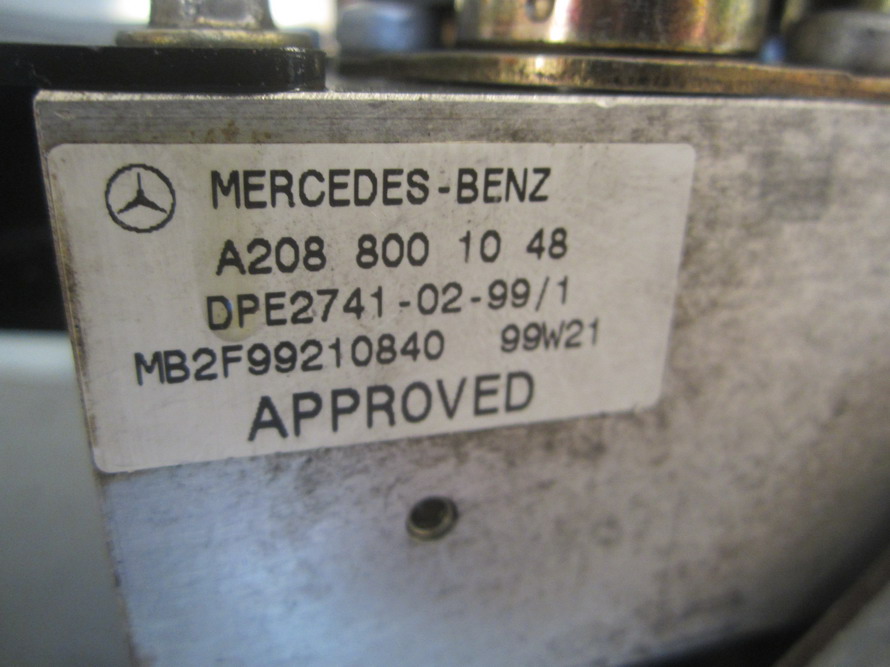 MERCEDES-BENZ
A208 800 10 48
DPE2741-02-99/1
MB2F99210840 99W21
APPROVED